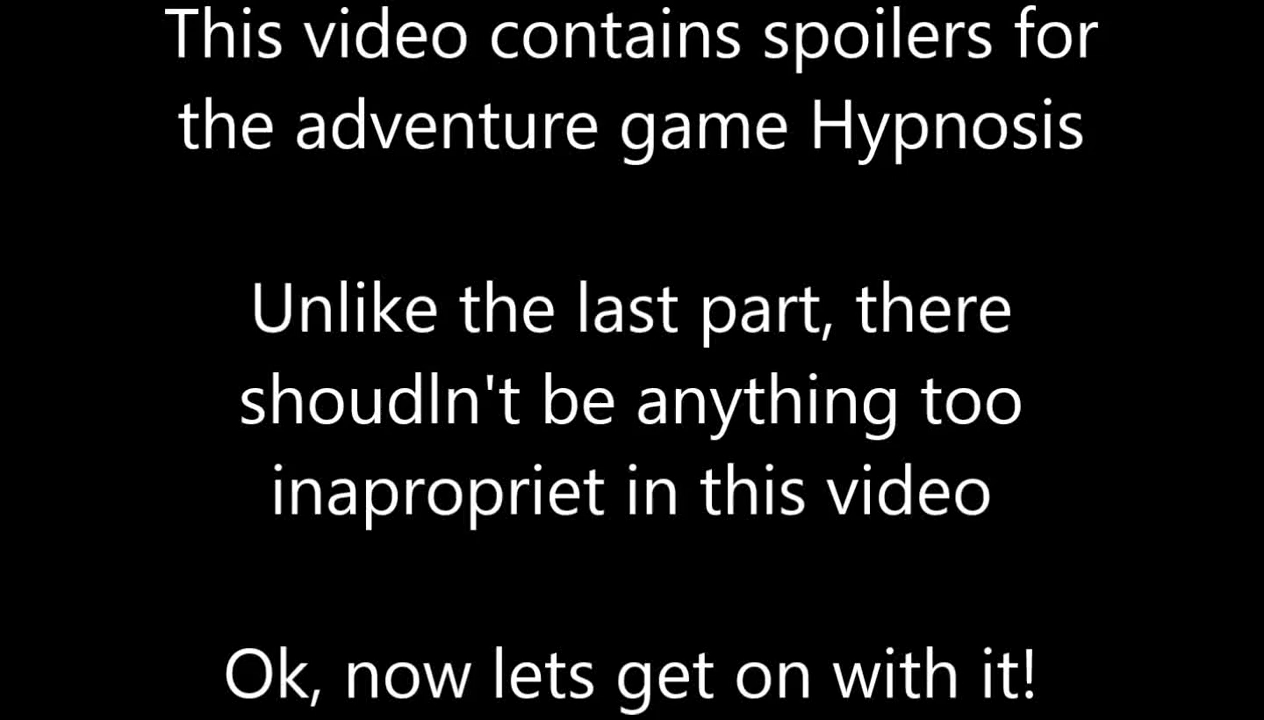 This video contains spoilers for
the adventure game Hypnosis
Unlike the last part, there
shoudln't be anything too
inapropriet in this video
Ok, now lets get on with it!